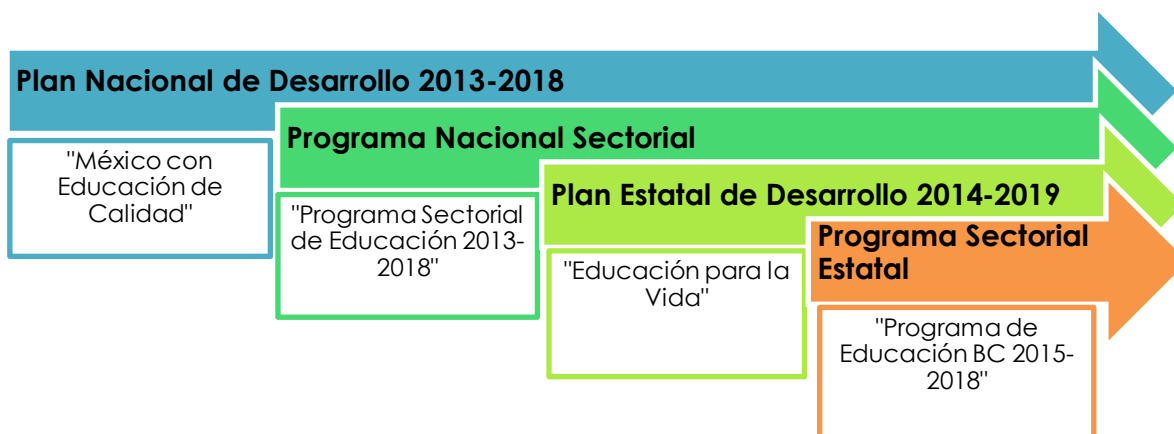 Plan Nacional de Desarrollo 2013-2018
"México con
Educación de
Calidad"
Programa Nacional Sectorial
"Programa Sectorial
de Educación 2013-
2018"
Plan Estatal de Desarrollo 2014-2019
"Educación para la
Vida"
Programa Sectorial
Estatal
"Programa de
Educación BC 2015-
2018"